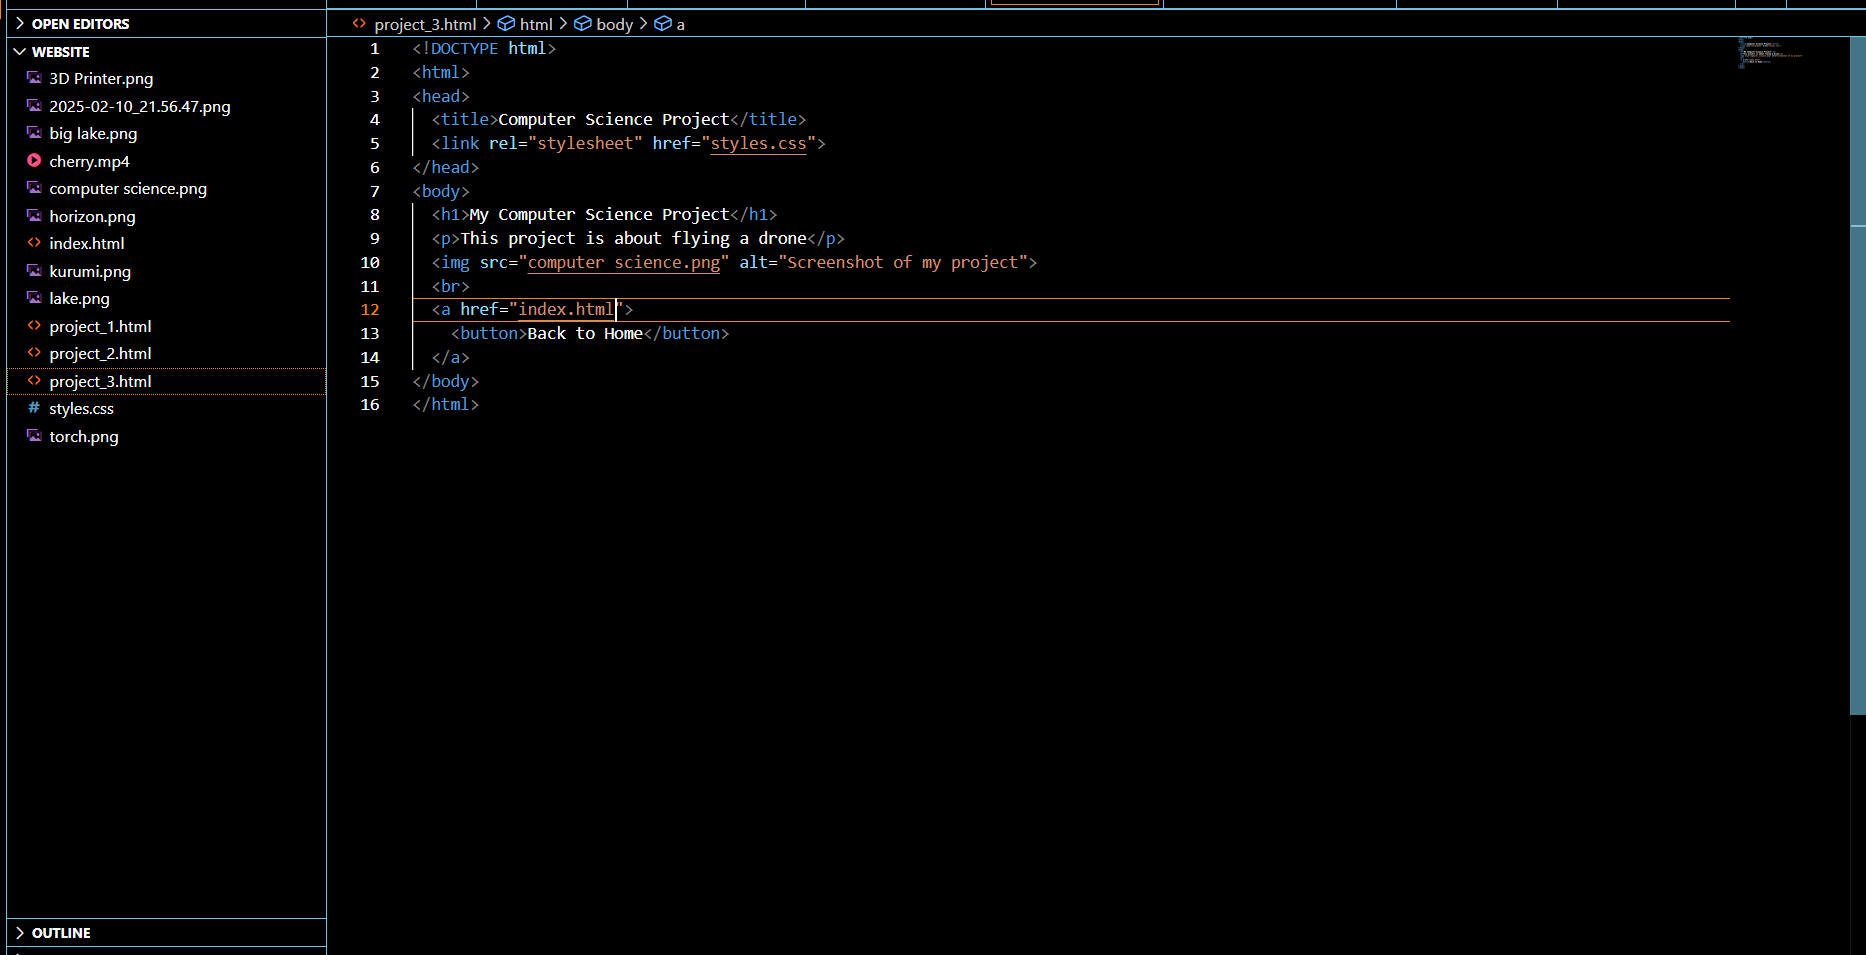 OPEN EDITORS
WEBSITE
3D Printer.png
2025-02-10_21.56.47.png
big lake.png
cherry.mp4
computer science.png
horizon.png
index.html
kurumi.png
lake.png
project_1.html
project_2.html
project_3.html
styles.css
torch.png
OUTLINE
project_3.html > html > body > a
1 <!DOCTYPE html>
2 <html>
3 <head>
4 <title>Computer Science Project</title>
5 <link rel="stylesheet" href="styles.css">
6 </head>
7 <body>
8 <h1>My Computer Science Project</h1>
9 <p>This project is about flying a drone</p>
10 <img src="computer science.png" alt="Screenshot of my project">
11 <br>
12 <a href="index.html">
13 <button>Back to Home</button>
14 </a>
15 </body>
16 </html>